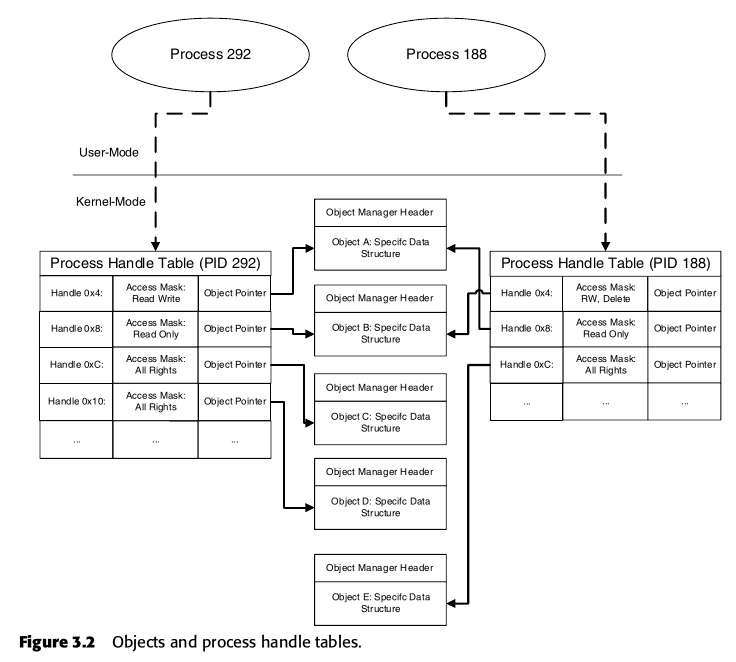 Process 292
Process 188
User-Mode
Kernel-Mode
Process Handle Table (PID 292)
Handle 0x4:
Access Mask:
Read Write
Object Pointer
Handle 0x8:
Access Mask:
Read Only
Object Pointer
Handle 0xC:
Access Mask:
All Rights
Object Pointer
Handle 0x10:
Access Mask:
All Rights
Object Pointer
...
...
...
Object Manager Header
Object A: Specifc Data
Structure
Object Manager Header
Object B: Specifc Data
Structure
Object Manager Header
Object C: Specifc Data
Structure
Object Manager Header
Object D: Specifc Data
Structure
Object Manager Header
Object E: Specifc Data
Structure
Process Handle Table (PID 188)
Handle 0x4:
Access Mask:
RW, Delete
Object Pointer
Handle 0x8:
Access Mask:
Read Only
Object Pointer
Handle 0xC:
Access Mask:
All Rights
Object Pointer
...
...
...
Figure 3.2 Objects and process handle tables.